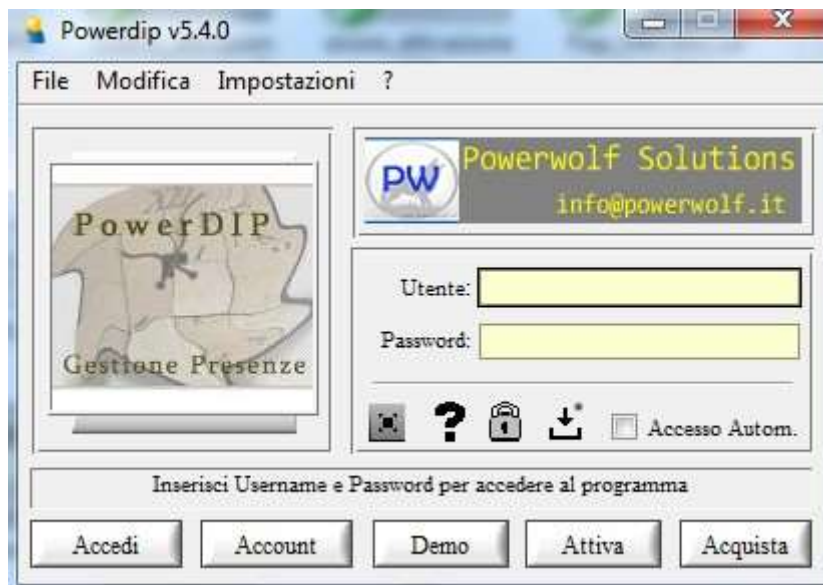 Powerdip v5.4.0
File Modifica Impostazioni ?
PowerDIP
Gestione Presenze
PW
Powerwolf Solutions
info@powerwolf.it
Utente:
Password:
Accesso Autom.
Inserisci Username e Password per accedere al programma
Accedi Account Demo Attiva Acquista